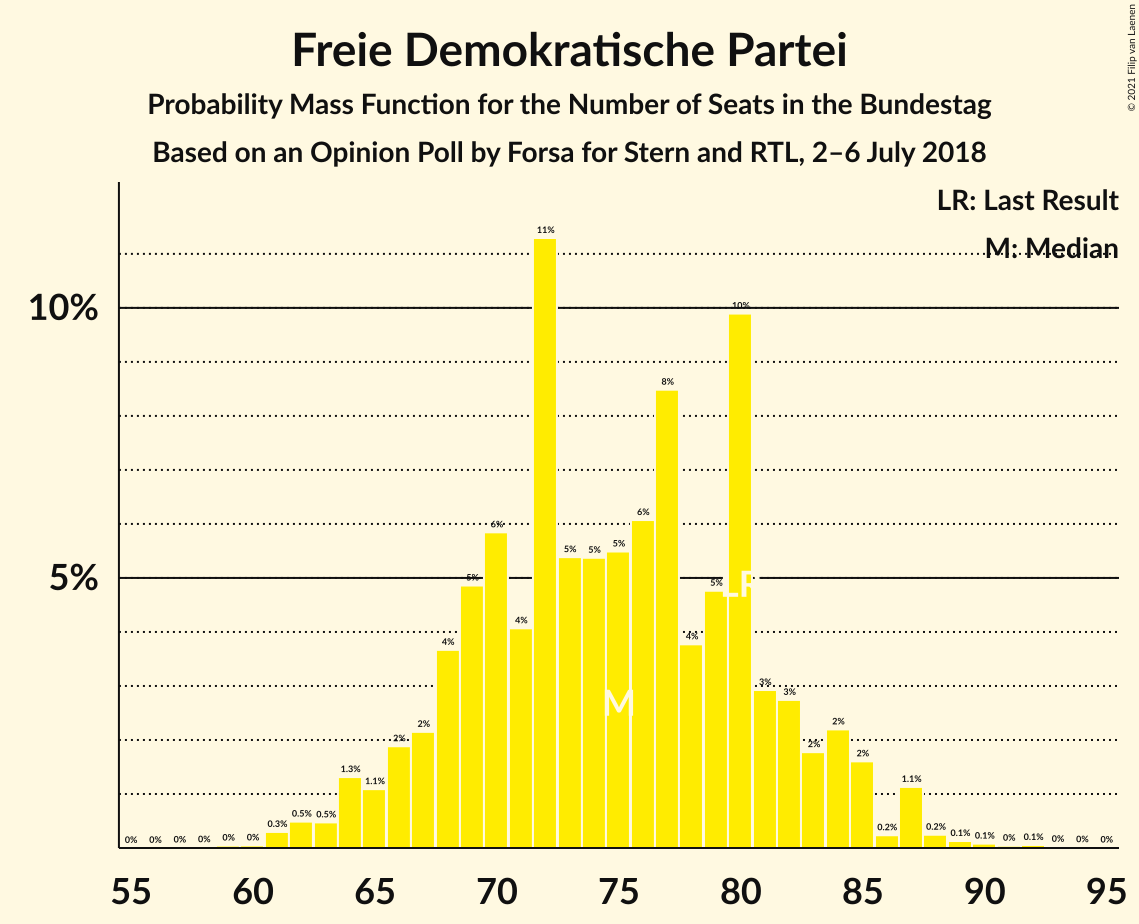 Freie Demokratische Partei
Probability Mass Function for the Number of Seats in the Bundestag
Based on an Opinion Poll by Forsa for Stern and RTL, 2–6 July 2018
© 2021 Filip van Laenen
LR: Last Result
M: Median
10%
5%
0% 0% 0% 0% 0% 0% 0.3% 0.5% 0.5% 1.3% 1.1% 2% 2% 4% 5% 6% 4% 11% 5% 5% 5% 6% 8% 4% 5% 10% 3% 3% 2% 2% 2% 0.2% 1.1% 0.2% 0.1% 0.1% 0% 0.1% 0% 0% 0%
M
LR
55 60 65 70 75 80 85 90 95